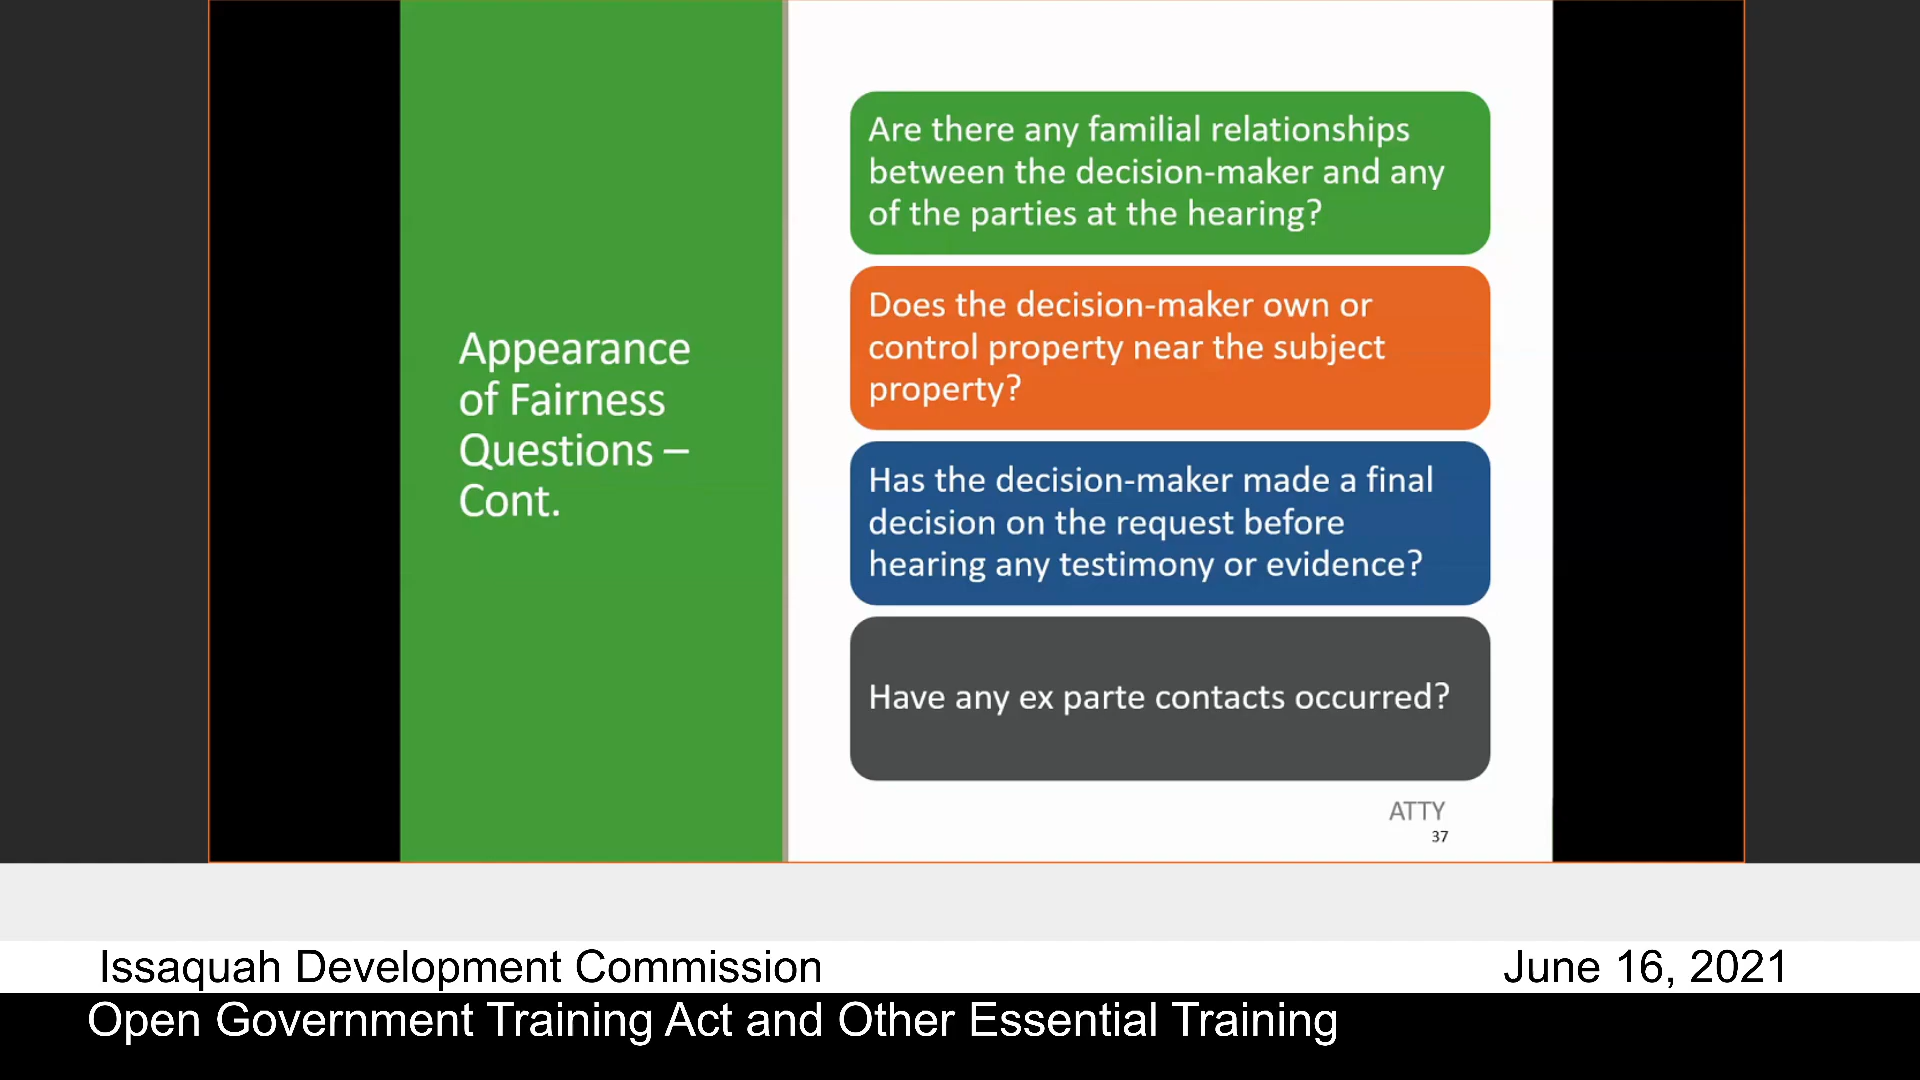 Appearance
of Fairness
Questions –
Cont.
Are there any familial relationships
between the decision-maker and any
of the parties at the hearing?
Does the decision-maker own or
control property near the subject
property?
Has the decision-maker made a final
decision on the request before
hearing any testimony or evidence?
Have any ex parte contacts occurred?
ATTY
37
Issaquah Development Commission
June 16, 2021
Open Government Training Act and Other Essential Training